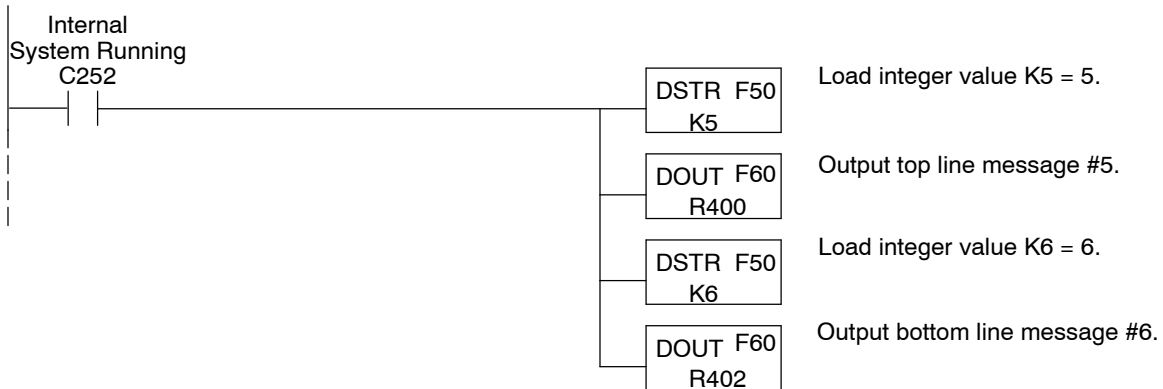 Internal
System Running
C252
DSTR F50
K5
Load integer value K5 = 5.
DOUT F60
R400
Output top line message #5.
DSTR F50
K6
Load integer value K6 = 6.
DOUT F60
R402
Output bottom line message #6.